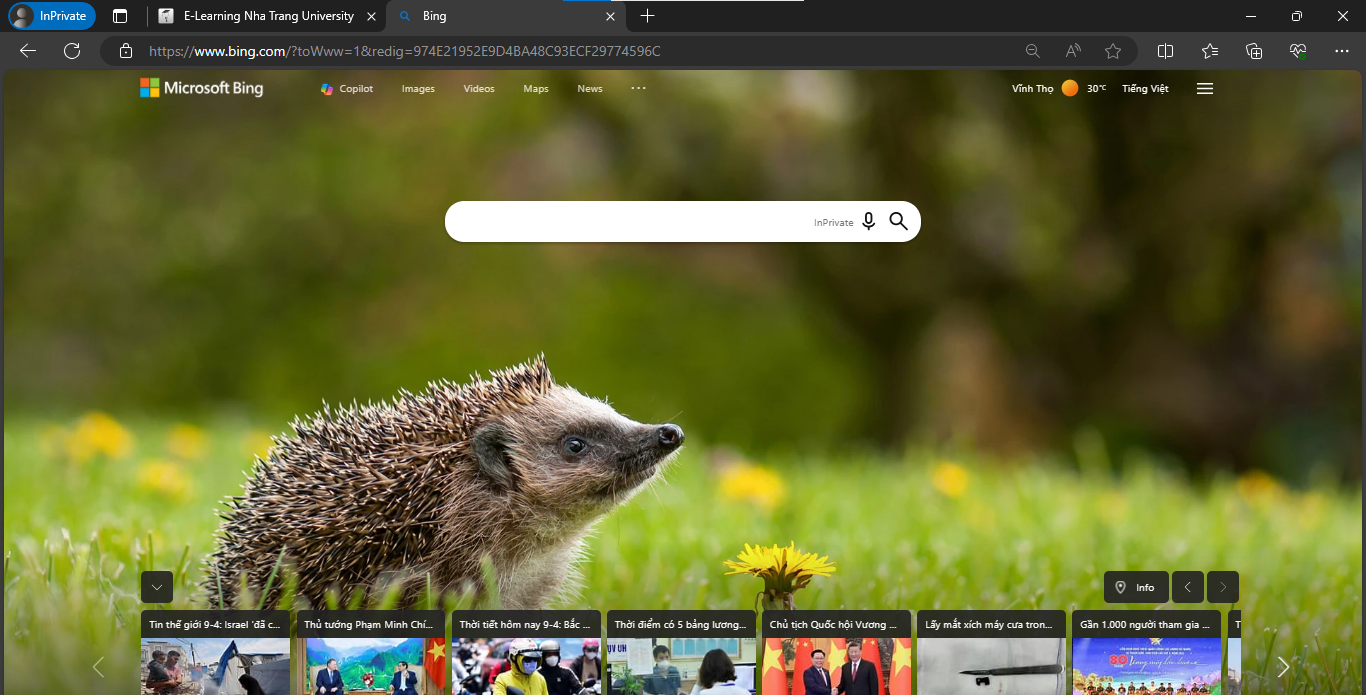 InPrivate
E-Learning Nha Trang University
Bing
https://www.bing.com/?toWww=1&redig=974E21952E9D4BA48C93ECF29774596C
Microsoft Bing
Copilot
Images
Videos
Maps
News
Vĩnh Thọ
30°C
Tiếng Việt
InPrivate
Info
Tin thế giới 9-4: Israel 'đã c...
Thủ tướng Phạm Minh Chí...
Thời tiết hôm nay 9-4: Bắc ...
Thời điểm có 5 bảng lương...
Chủ tịch Quốc hội Vương ...
Lấy mắt xích máy cưa tron...
Gần 1.000 người tham gia ...
T
80